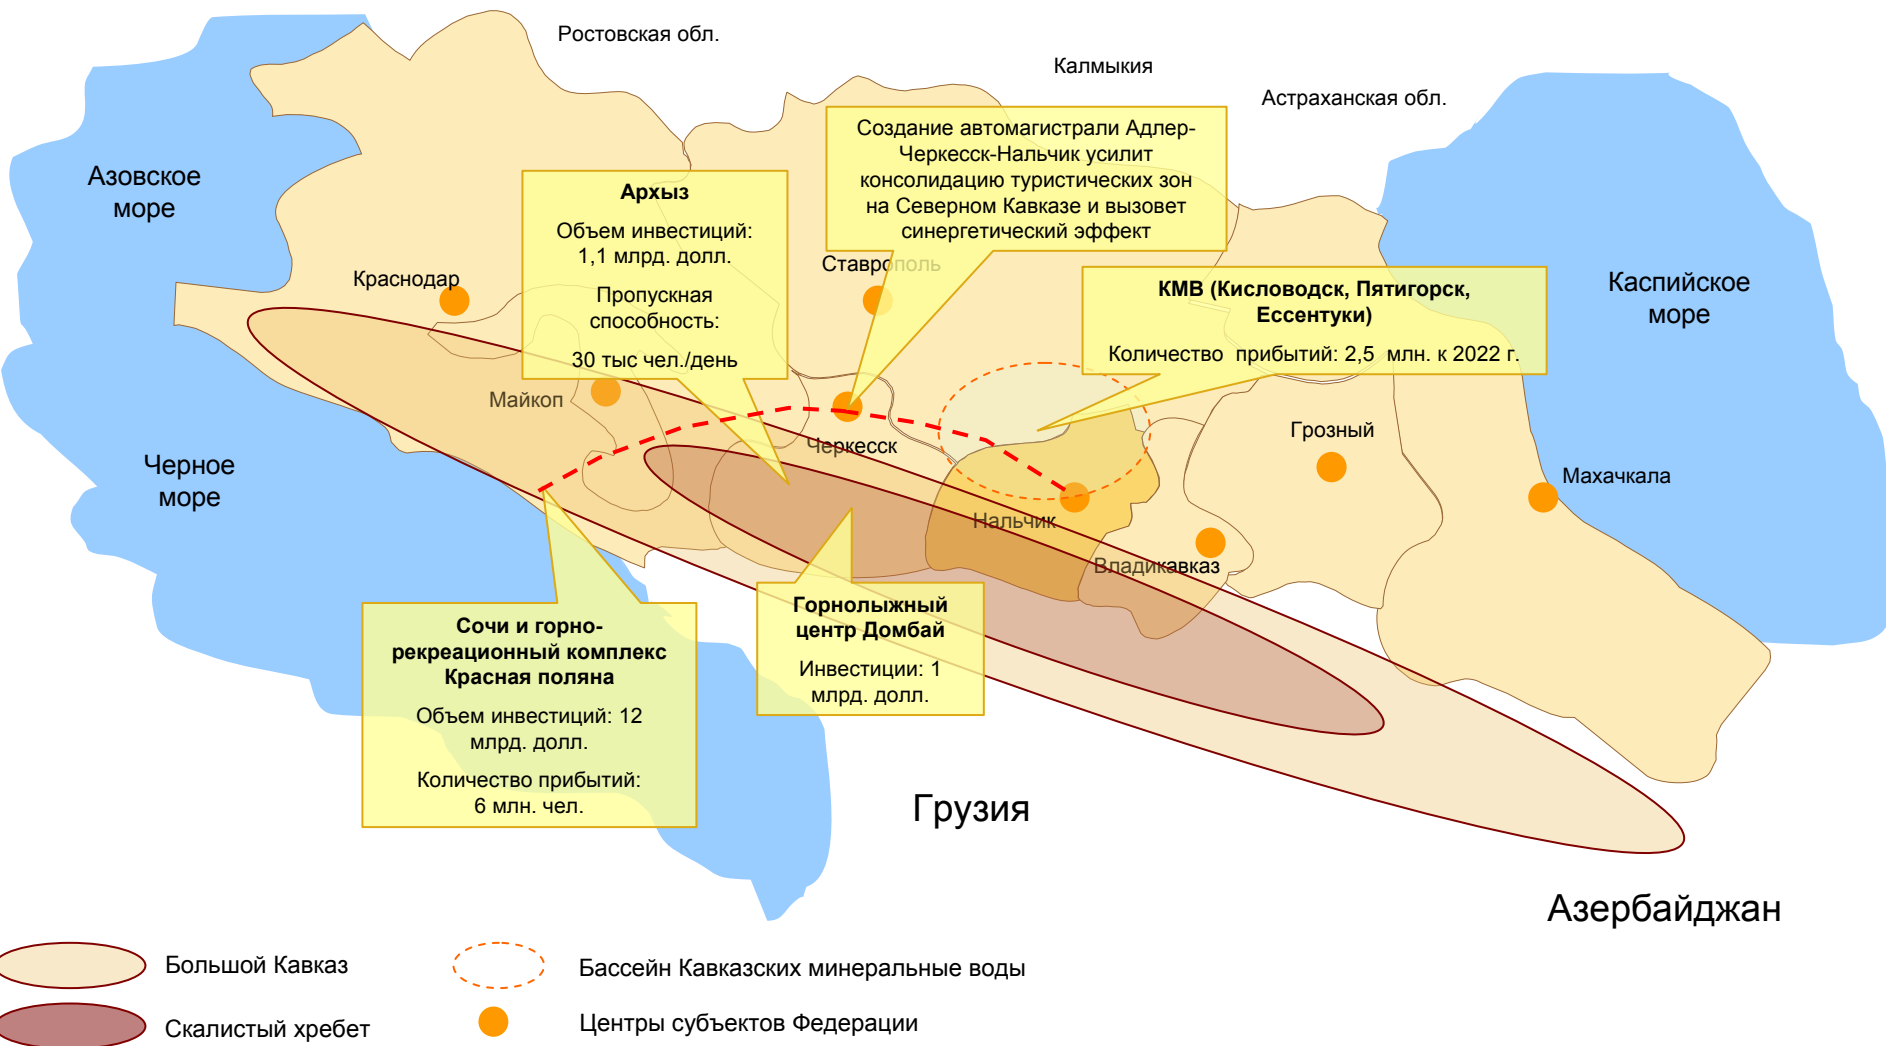 Ростовская обл.
Калмыкия
Астраханская обл.
Азовское
море
Создание автомагистрали Адлер-
Черкесск-Нальчик усилит
консолидацию туристических зон
на Северном Кавказе и вызовет
синергетический эффект
Архыз
Объем инвестиций:
1,1 млрд. долл.
Пропускная
способность:
30 тыс чел./день
Краснодар
Ставрополь
КМВ (Кисловодск, Пятигорск,
Ессентуки)
Количество прибытий: 2,5 млн. к 2022 г.
Каспийское
море
Майкоп
Черкесск
Грозный
Махачкала
Черное
море
Нальчик
Владикавказ
Сочи и горно-
рекреационный комплекс
Красная поляна
Объем инвестиций: 12
млрд. долл.
Количество прибытий:
6 млн. чел.
Горнолыжный
центр Домбай
Инвестиции: 1
млрд. долл.
Грузия
Азербайджан
Большой Кавказ
Бассейн Кавказских минеральные воды
Скалистый хребет
Центры субъектов Федерации